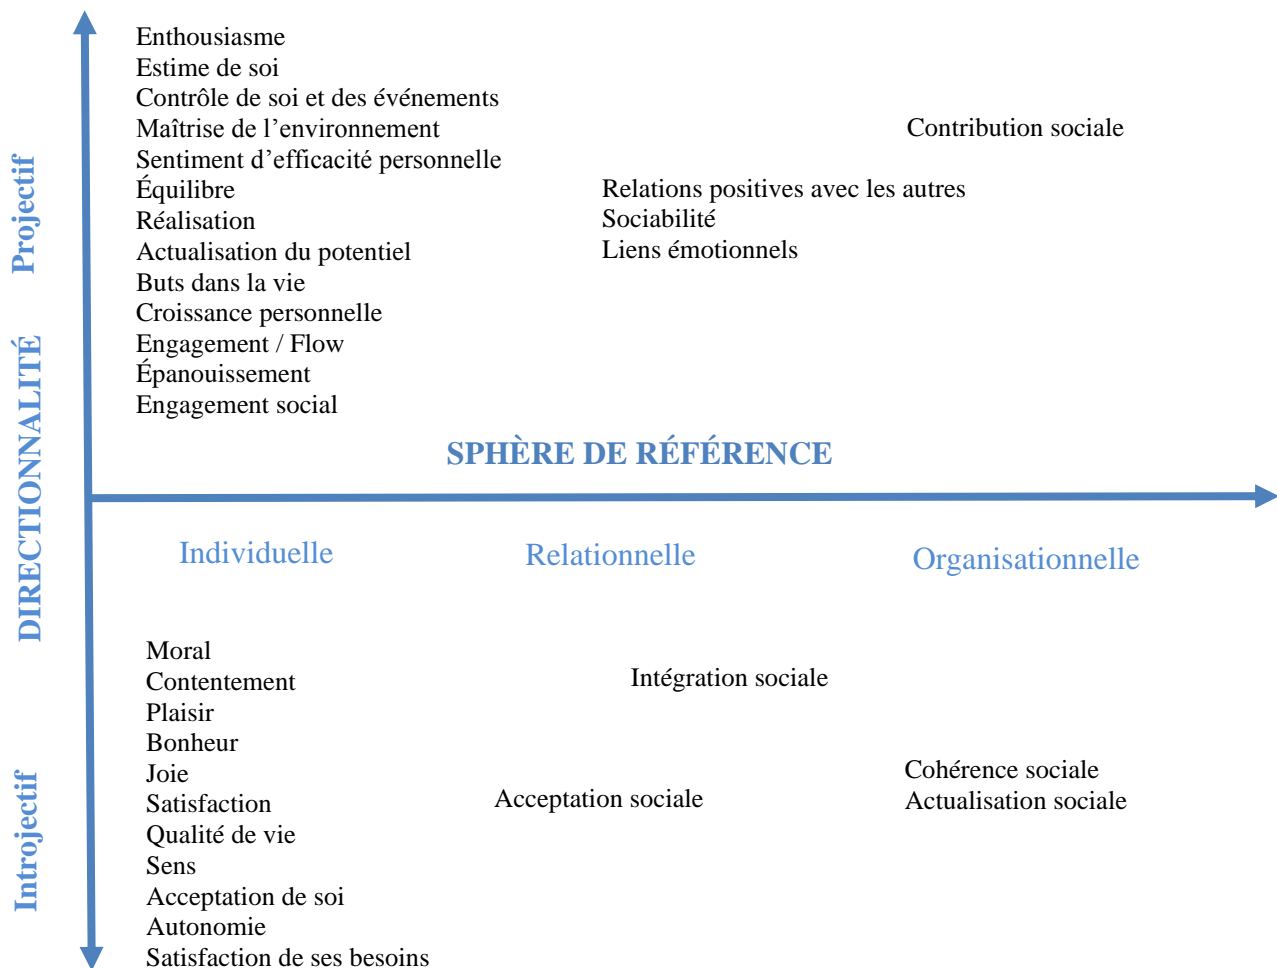 Enthousiasme
Estime de soi
Contrôle de soi et des événements
Maîtrise de l’environnement
Sentiment d’efficacité personnelle
Équilibre
Réalisation
Actualisation du potentiel
Buts dans la vie
Croissance personnelle
Engagement / Flow
Épanouissement
Engagement social
Relations positives avec les autres
Sociabilité
Liens émotionnels
Contribution sociale
Projectif
DIRECTIONNALITÉ
Introjectif
SPHÈRE DE RÉFÉRENCE
Individuelle
Relationnelle
Organisationnelle
Moral
Contentement
Plaisir
Bonheur
Joie
Satisfaction
Qualité de vie
Sens
Acceptation de soi
Autonomie
Satisfaction de ses besoins
Intégration sociale
Acceptation sociale
Cohérence sociale
Actualisation sociale